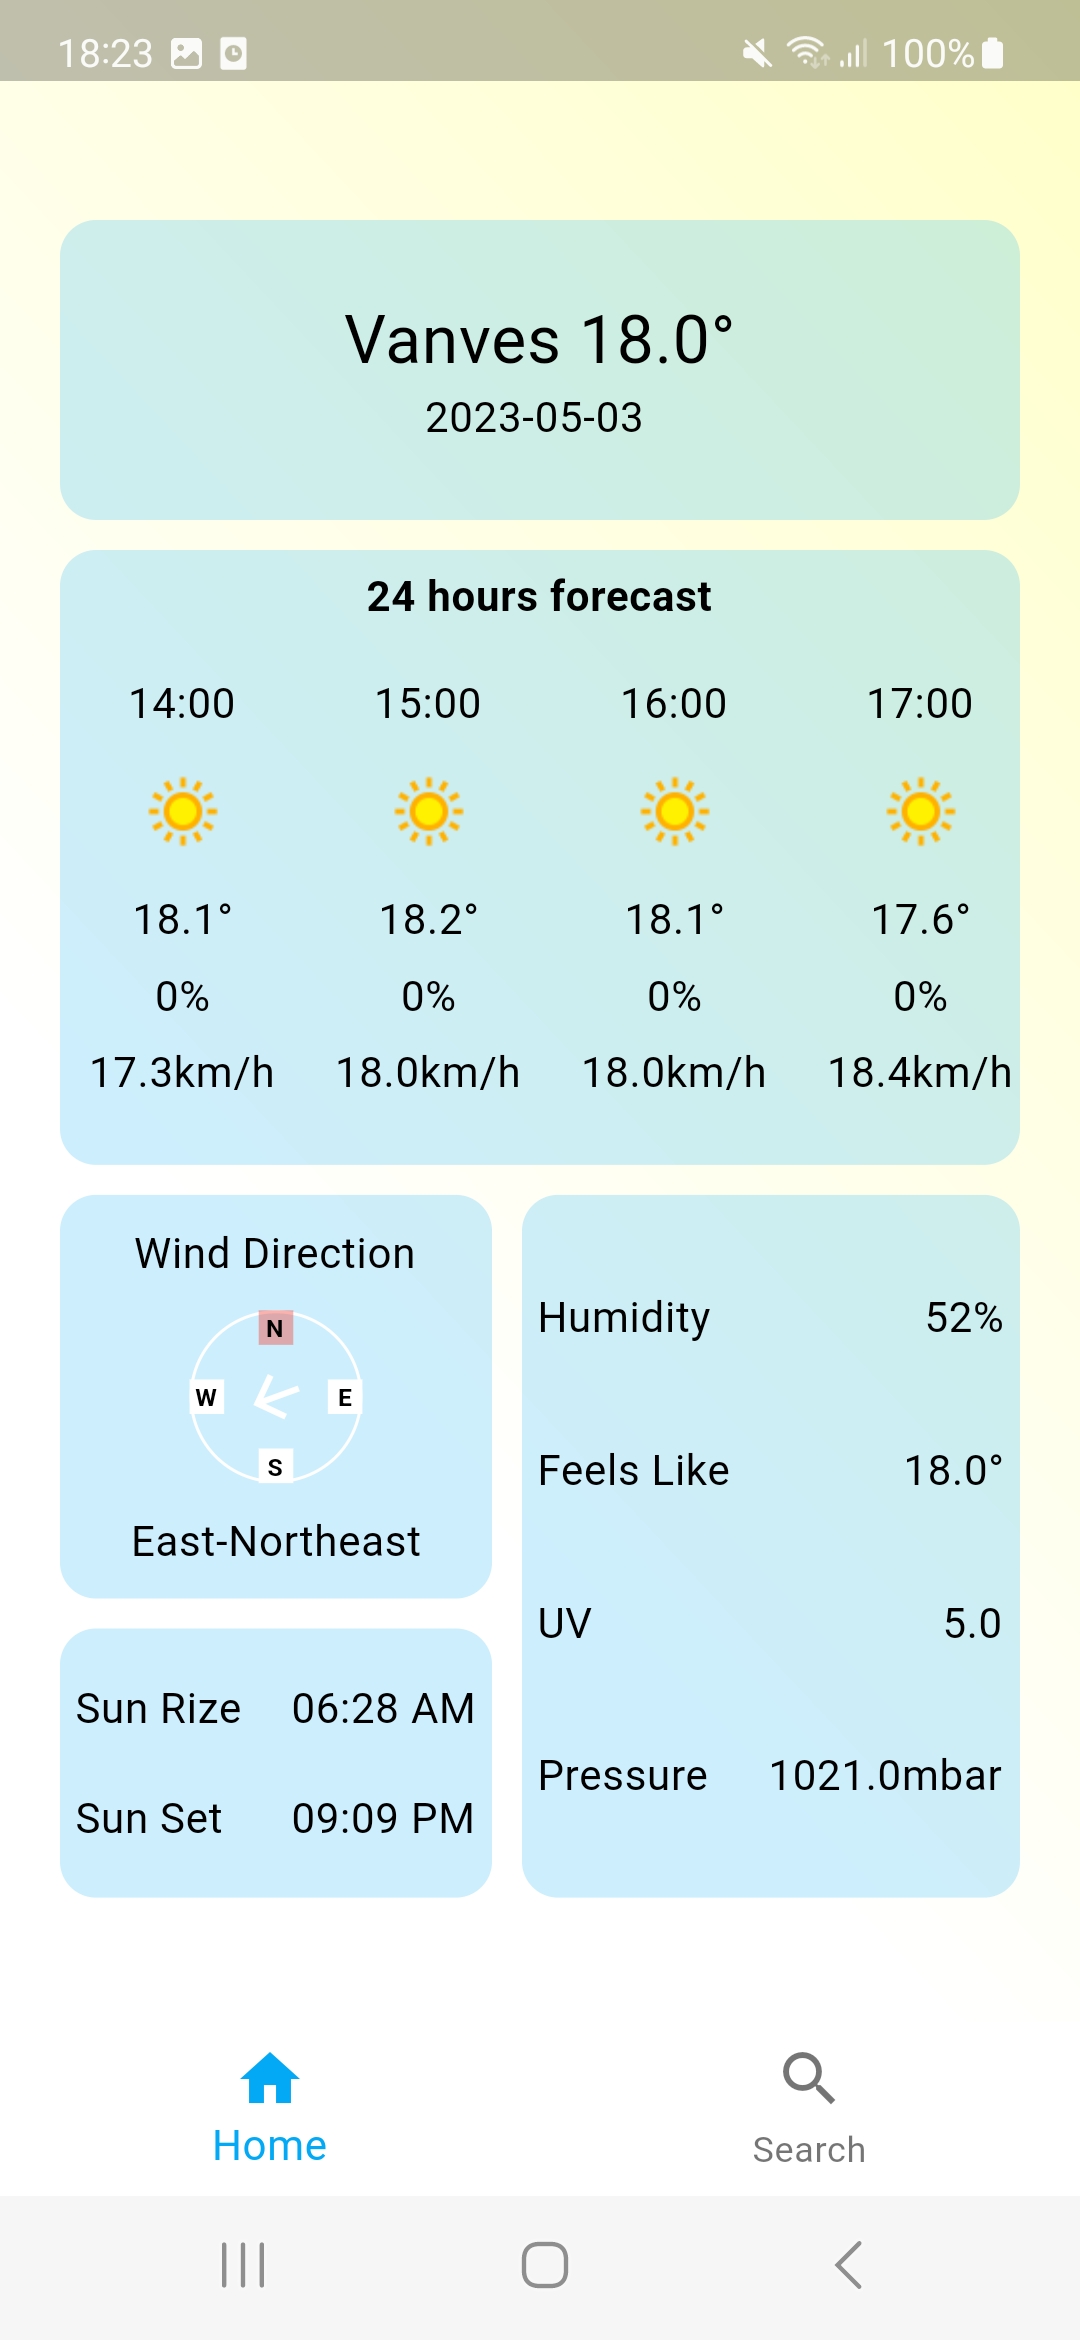 18:23 100%
Vanves 18.0°
2023-05-03
24 hours forecast
14:00 15:00 16:00 17:00
18.1° 18.2° 18.1° 17.6°
0% 0% 0% 0%
17.3km/h 18.0km/h 18.0km/h 18.4km/h
Wind Direction
N
W E
S
East-Northeast
Sun Rize 06:28 AM
Sun Set 09:09 PM
Humidity 52%
Feels Like 18.0°
UV 5.0
Pressure 1021.0mbar
Home Search